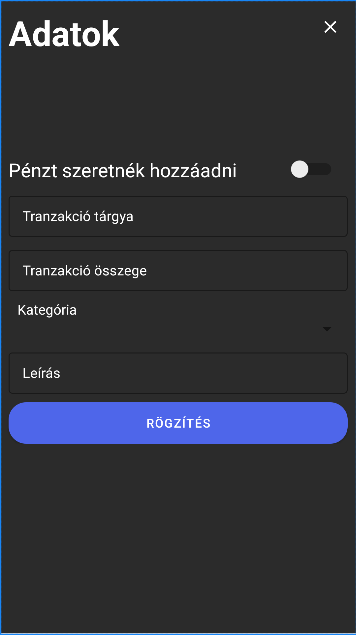 Adatok
Pénzt szeretnék hozzáadni
Tranzakció tárgya
Tranzakció összege
Kategória
Leírás
RÖGZÍTÉS